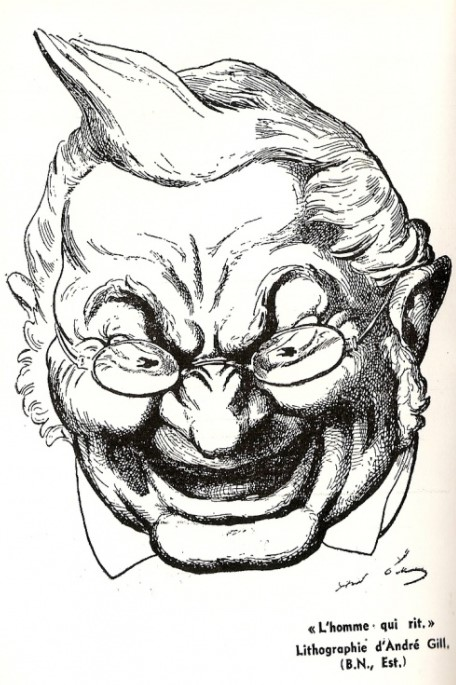 « L'homme qui rit. »
Lithographie d'André Gill.
(B.N., Est.)